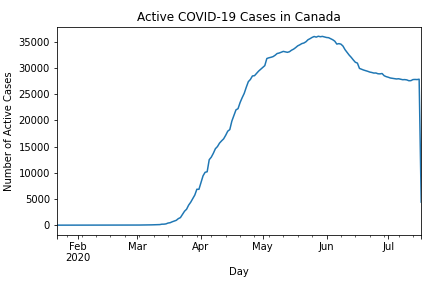 Active COVID-19 Cases in Canada
Number of Active Cases
35000
30000
25000
20000
15000
10000
5000
0
Feb
2020
Mar
Apr
May
Jun
Jul
Day